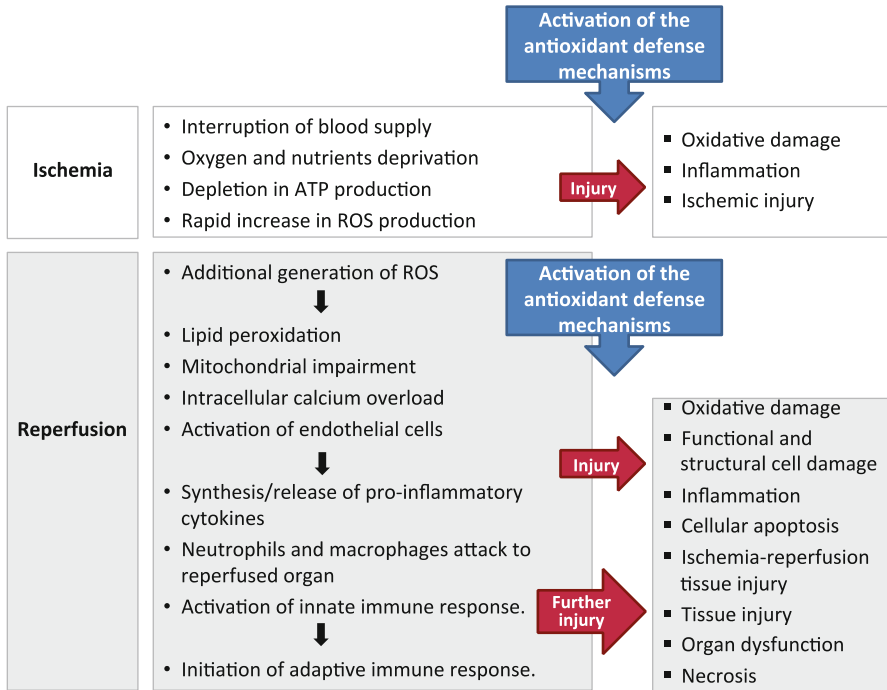 Activation of the
antioxidant defense
mechanisms
Ischemia
• Interruption of blood supply
• Oxygen and nutrients deprivation
• Depletion in ATP production
• Rapid increase in ROS production
Injury
▪ Oxidative damage
▪ Inflammation
▪ Ischemic injury
Reperfusion
• Additional generation of ROS
• Lipid peroxidation
• Mitochondrial impairment
• Intracellular calcium overload
• Activation of endothelial cells
• Synthesis/release of pro-inflammatory
cytokines
• Neutrophils and macrophages attack to
reperfused organ
• Activation of innate immune response.
• Initiation of adaptive immune response.
Activation of the
antioxidant defense
mechanisms
Injury
Further
injury
▪ Oxidative damage
▪ Functional and
structural cell damage
▪ Inflammation
▪ Cellular apoptosis
▪ Ischemia-reperfusion
tissue injury
▪ Tissue injury
▪ Organ dysfunction
▪ Necrosis